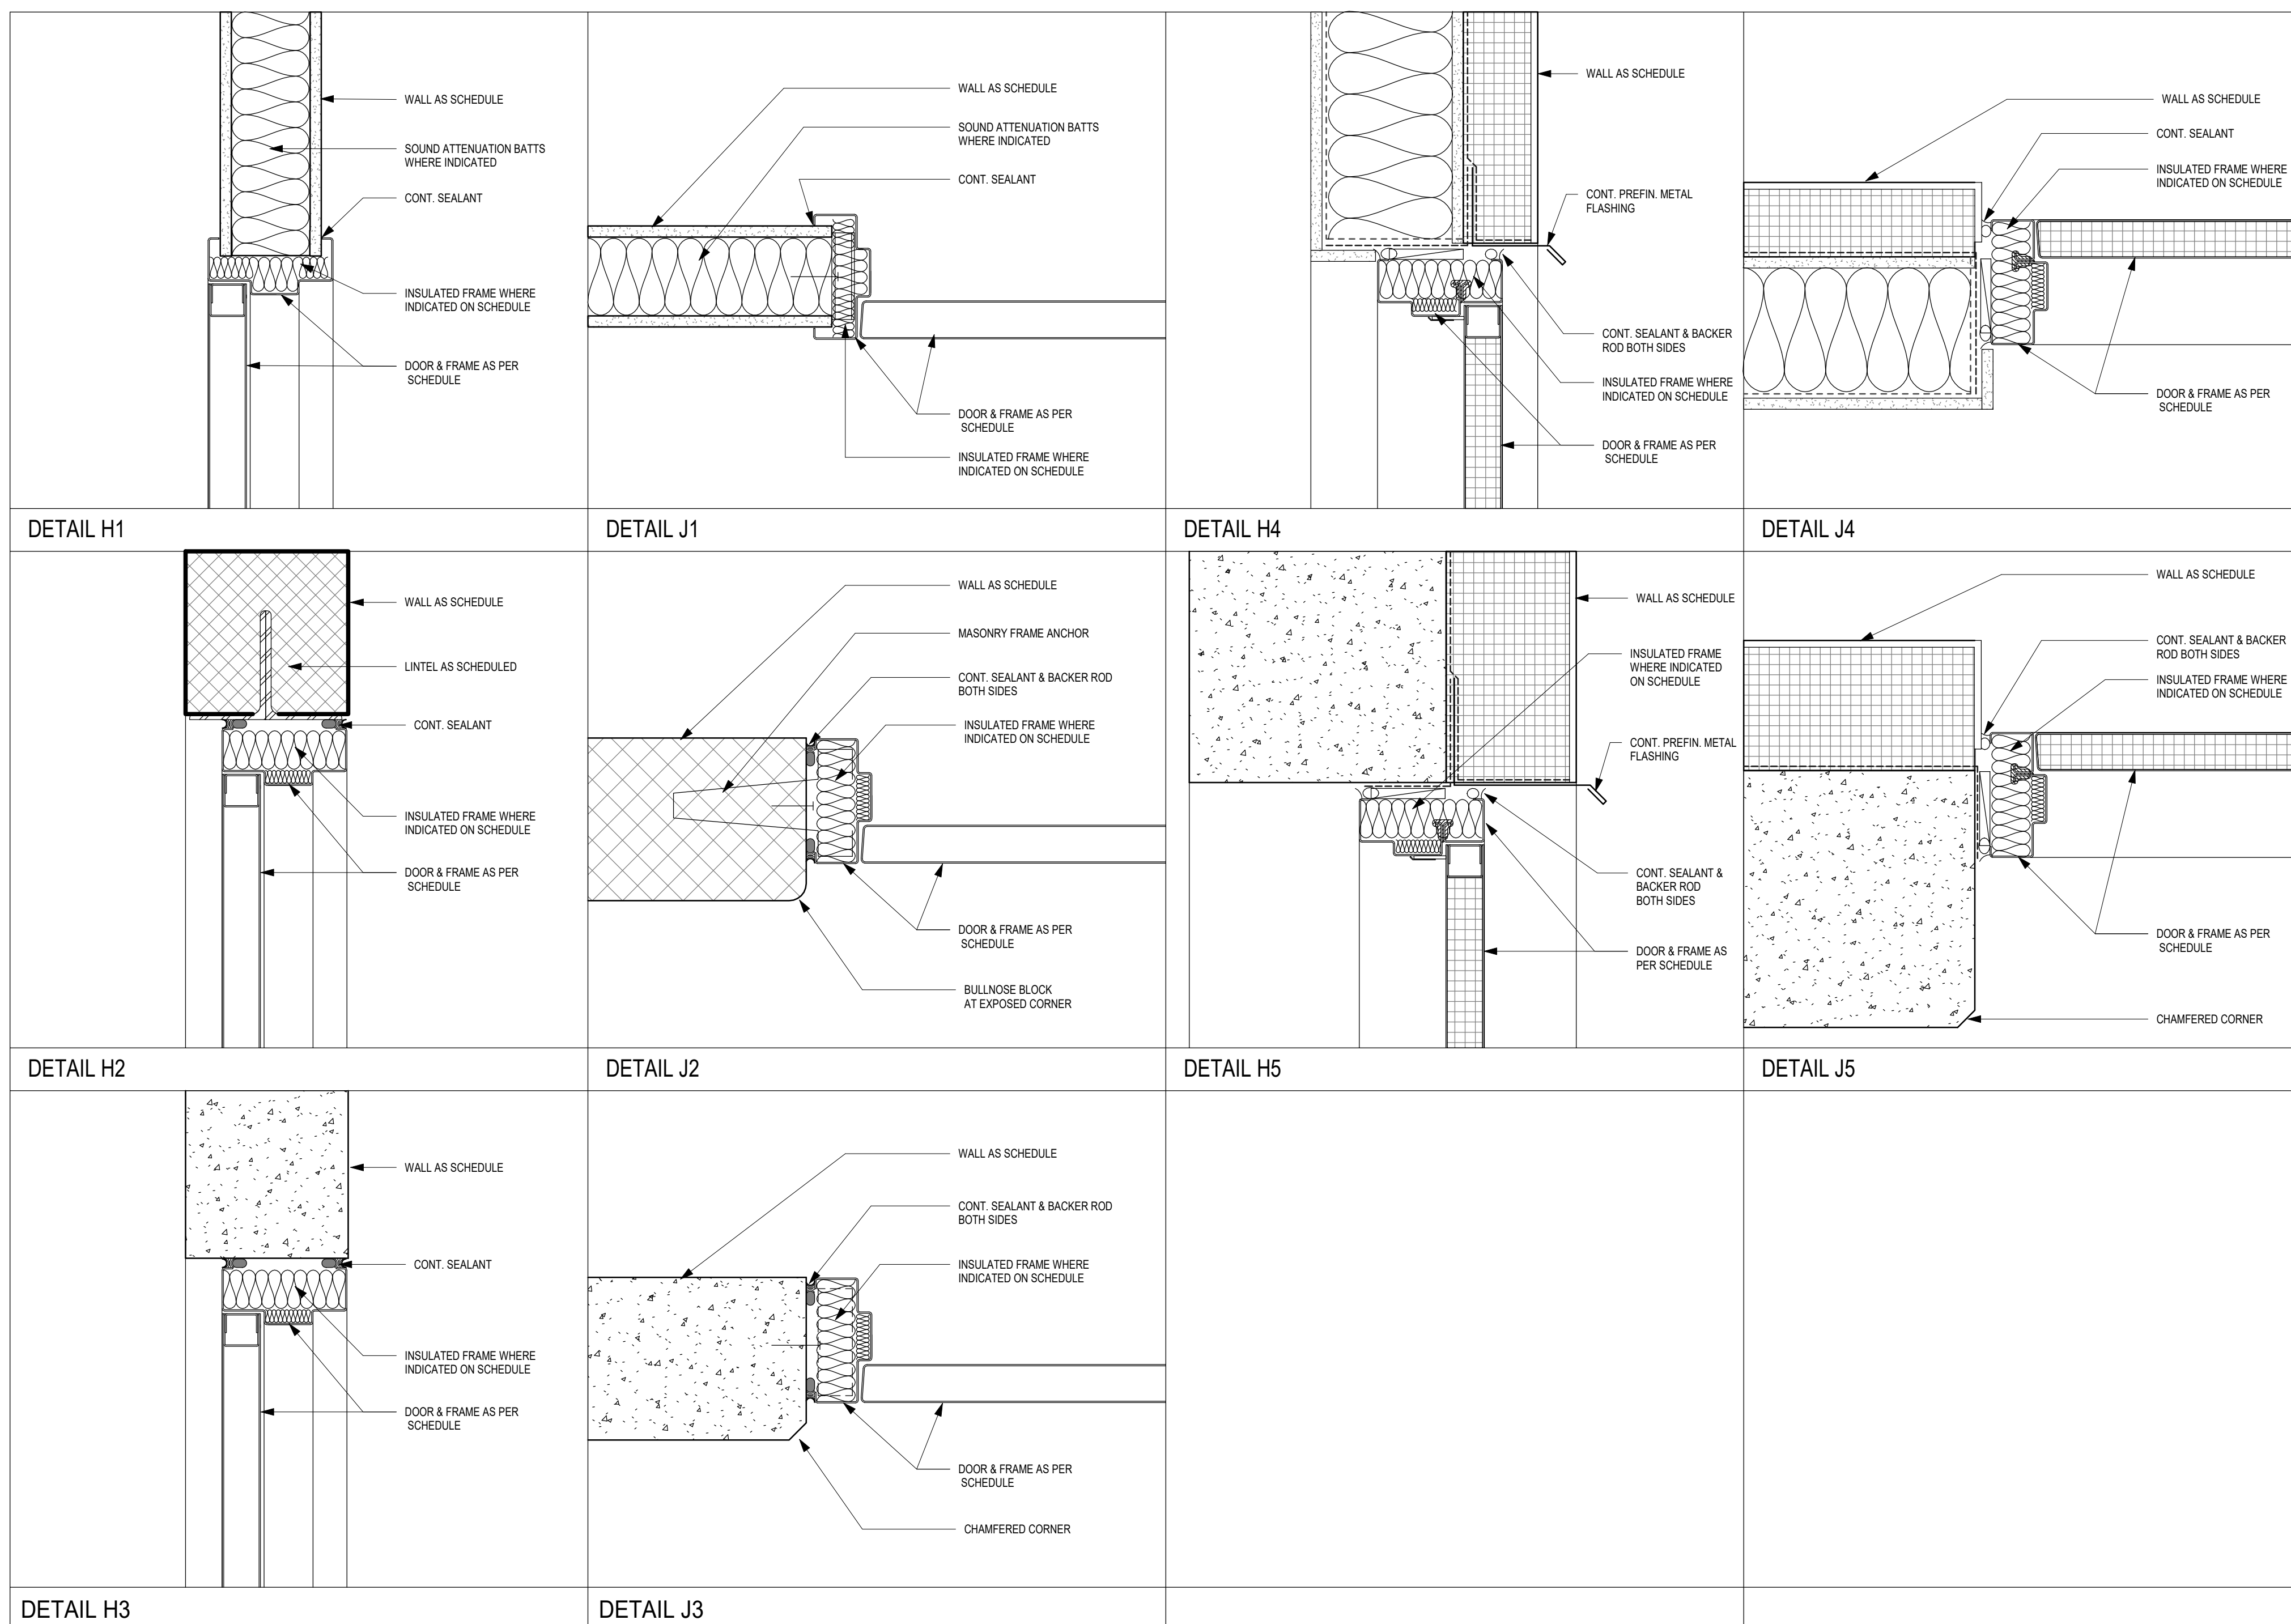 WALL AS SCHEDULE
SOUND ATTENUATION BATTS
WHERE INDICATED
CONT. SEALANT
INSULATED FRAME WHERE
INDICATED ON SCHEDULE
DOOR & FRAME AS PER
SCHEDULE
DETAIL H1
WALL AS SCHEDULE
SOUND ATTENUATION BATTS
WHERE INDICATED
CONT. SEALANT
DOOR & FRAME AS PER
SCHEDULE
INSULATED FRAME WHERE
INDICATED ON SCHEDULE
DETAIL J1
WALL AS SCHEDULE
CONT. PREFIN. METAL
FLASHING
CONT. SEALANT & BACKER
ROD BOTH SIDES
INSULATED FRAME WHERE
INDICATED ON SCHEDULE
DOOR & FRAME AS PER
SCHEDULE
DETAIL H4
WALL AS SCHEDULE
CONT. SEALANT
INSULATED FRAME WHERE
INDICATED ON SCHEDULE
DOOR & FRAME AS PER
SCHEDULE
DETAIL J4
WALL AS SCHEDULE
LINTEL AS SCHEDULED
CONT. SEALANT
INSULATED FRAME WHERE
INDICATED ON SCHEDULE
DOOR & FRAME AS PER
SCHEDULE
DETAIL H2
WALL AS SCHEDULE
MASONRY FRAME ANCHOR
CONT. SEALANT & BACKER ROD
BOTH SIDES
INSULATED FRAME WHERE
INDICATED ON SCHEDULE
DOOR & FRAME AS PER
SCHEDULE
BULLNOSE BLOCK
AT EXPOSED CORNER
DETAIL J2
WALL AS SCHEDULE
INSULATED FRAME
WHERE INDICATED
ON SCHEDULE
CONT. PREFIN. METAL
FLASHING
CONT. SEALANT &
BACKER ROD
BOTH SIDES
DOOR & FRAME AS
PER SCHEDULE
DETAIL H5
WALL AS SCHEDULE
CONT. SEALANT & BACKER
ROD BOTH SIDES
INSULATED FRAME WHERE
INDICATED ON SCHEDULE
DOOR & FRAME AS PER
SCHEDULE
CHAMFERED CORNER
DETAIL J5
WALL AS SCHEDULE
CONT. SEALANT
INSULATED FRAME WHERE
INDICATED ON SCHEDULE
DOOR & FRAME AS PER
SCHEDULE
DETAIL H3
WALL AS SCHEDULE
CONT. SEALANT & BACKER ROD
BOTH SIDES
INSULATED FRAME WHERE
INDICATED ON SCHEDULE
DOOR & FRAME AS PER
SCHEDULE
CHAMFERED CORNER
DETAIL J3